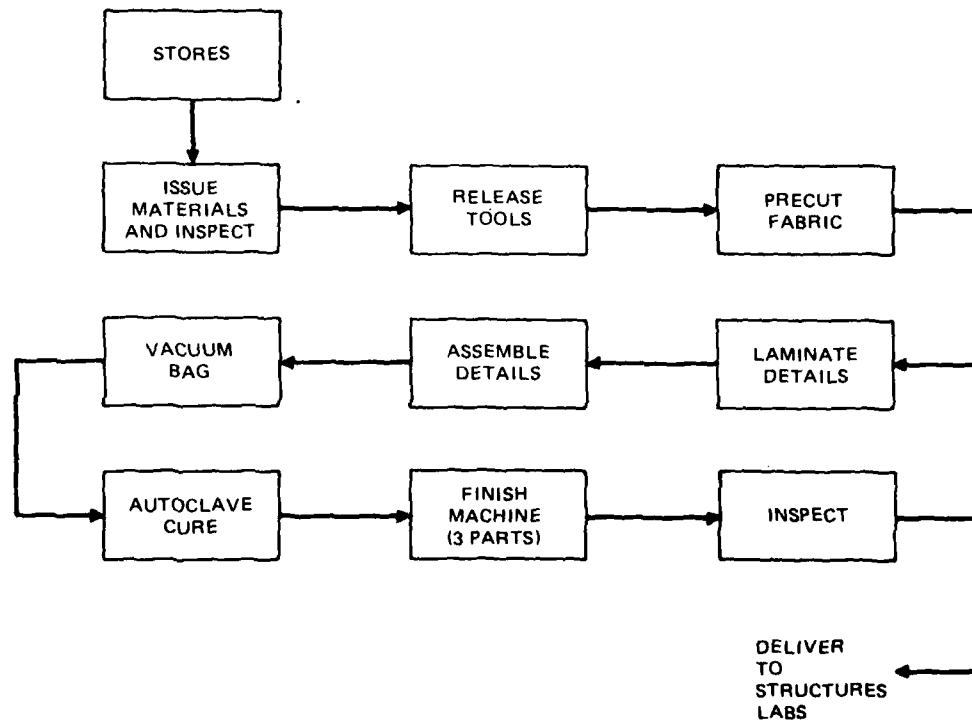 STORES
ISSUE
MATERIALS
AND INSPECT
RELEASE
TOOLS
PRECUT
FABRIC
VACUUM
BAG
ASSEMBLE
DETAILS
LAMINATE
DETAILS
AUTOCLAVE
CURE
FINISH
MACHINE
(3 PARTS)
INSPECT
DELIVER
TO
STRUCTURES
LABS